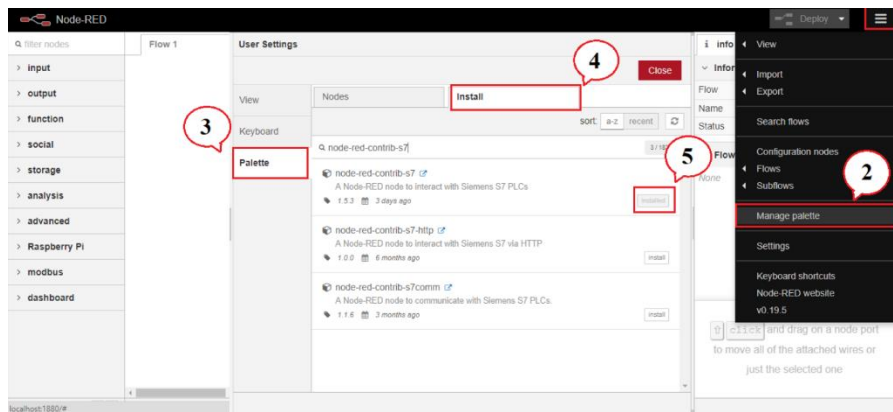 Node-RED
Deploy
filter nodes
input
output
function
social
storage
analysis
advanced
Raspberry Pi
modbus
dashboard
Flow 1
User Settings
Close
View
Keyboard
Palette
Nodes
Install
sort: a-z recent
node-red-contrib-s7
node-red-contrib-s7
A Node-RED node to interact with Siemens S7 PLCs
1.5.3 3 days ago
installed
node-red-contrib-s7-http
A Node-RED node to interact with Siemens S7 via HTTP
1.0.0 6 months ago
install
node-red-contrib-s7comm
A Node-RED node to communicate with Siemens S7 PLCs.
1.1.6 3 months ago
install
3
4
5
2
i info
Infor
Flow
Name
Status
Flow
None
View
Import
Export
Search flows
Configuration nodes
Flows
Subflows
Manage palette
Settings
Keyboard shortcuts
Node-RED website
v0.19.5
click and drag on a node port
to move all of the attached wires or
just the selected one
localhost:1880/#